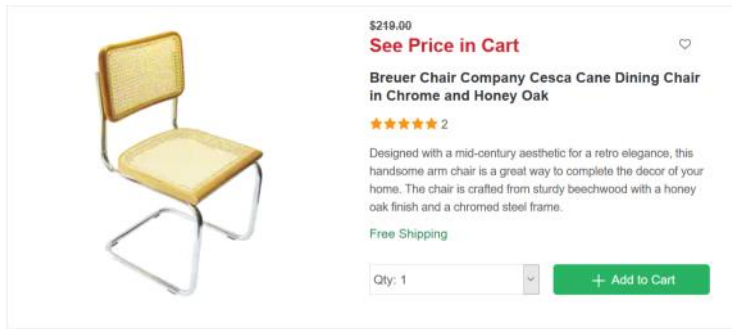 $219.00
See Price in Cart
Breuer Chair Company Cesca Cane Dining Chair
in Chrome and Honey Oak
2
Designed with a mid-century aesthetic for a retro elegance, this
handsome arm chair is a great way to complete the decor of your
home. The chair is crafted from sturdy beechwood with a honey
oak finish and a chromed steel frame.
Free Shipping
Qty: 1
+ Add to Cart